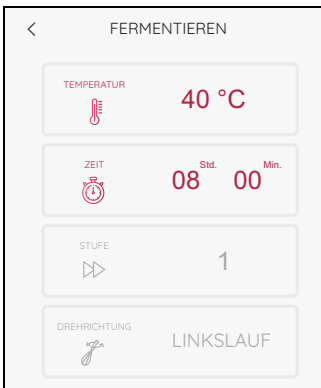 FERMENTIEREN
TEMPERATUR
40 °C
ZEIT
08 Std. 00 Min.
STUFE
1
DREHRICHTUNG
LINKSLAUF